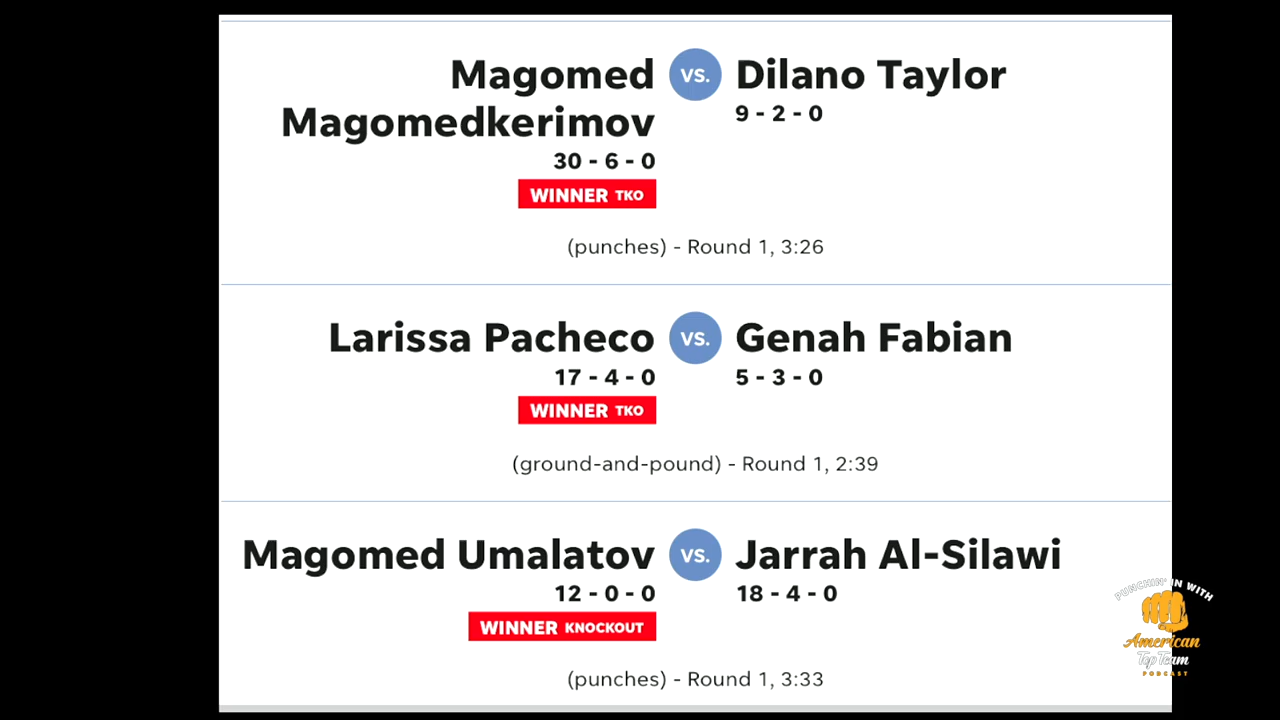 Magomed VS. Dilano Taylor
Magomedkerimov 9 - 2 - 0
30 - 6 - 0
WINNER TKO
(punches) - Round 1, 3:26
Larissa Pacheco VS. Genah Fabian
17 - 4 - 0 5 - 3 - 0
WINNER TKO
(ground-and-pound) - Round 1, 2:39
Magomed Umalatov VS. Jarrah Al-Silawi
12 - 0 - 0 18 - 4 - 0
WINNER KNOCKOUT
(punches) - Round 1, 3:33
PUNCHIN' IN WITH
American
Top Team
PODCAST